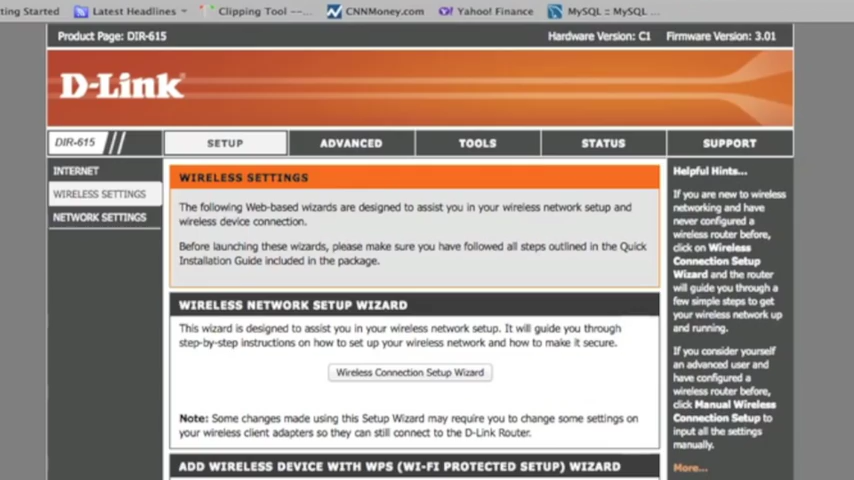 ting Started Latest Headlines Clipping Tool --... CNNMoney.com Yahoo! Finance MySQL :: MySQL ...
Product Page: DIR-615 Hardware Version: C1 Firmware Version: 3.01
D-Link
DIR-615 SETUP ADVANCED TOOLS STATUS SUPPORT
INTERNET
WIRELESS SETTINGS
NETWORK SETTINGS
WIRELESS SETTINGS
The following Web-based wizards are designed to assist you in your wireless network setup and
wireless device connection.
Before launching these wizards, please make sure you have followed all steps outlined in the Quick
Installation Guide included in the package.
WIRELESS NETWORK SETUP WIZARD
This wizard is designed to assist you in your wireless network setup. It will guide you through
step-by-step instructions on how to set up your wireless network and how to make it secure.
Wireless Connection Setup Wizard
Note: Some changes made using this Setup Wizard may require you to change some settings on
your wireless client adapters so they can still connect to the D-Link Router.
ADD WIRELESS DEVICE WITH WPS (WI-FI PROTECTED SETUP) WIZARD
Helpful Hints...
If you are new to wireless
networking and have
never configured a
wireless router before,
click on Wireless
Connection Setup
Wizard and the router
will guide you through a
few simple steps to get
your wireless network up
and running.
If you consider yourself
an advanced user and
have configured a
wireless router before,
click Manual Wireless
Connection Setup to
input all the settings
manually.
More...